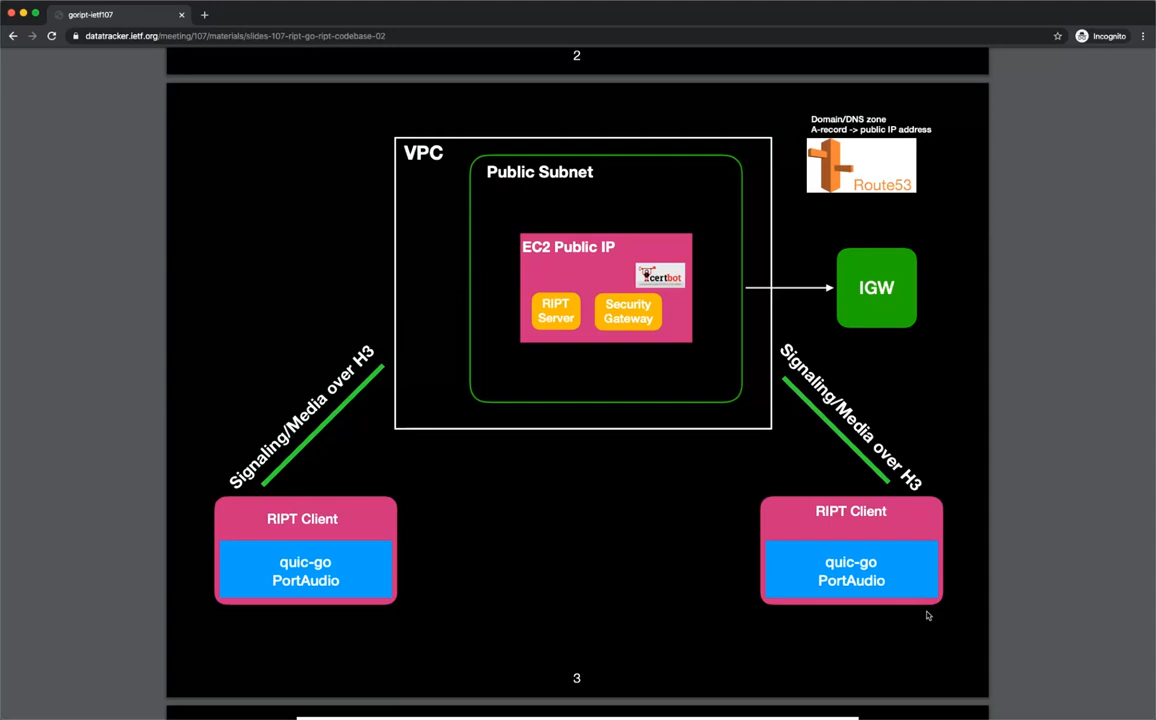 goript-ietf107
datatracker.ietf.org/meeting/107/materials/slides-107-ript-go-ript-codebase-02
Incognito
2
Domain/DNS zone
A-record -> public IP address
Route53
VPC
Public Subnet
EC2 Public IP
certbot
RIPT
Server
Security
Gateway
IGW
Signaling/Media over H3
Signaling/Media over H3
RIPT Client
quic-go
PortAudio
RIPT Client
quic-go
PortAudio
3